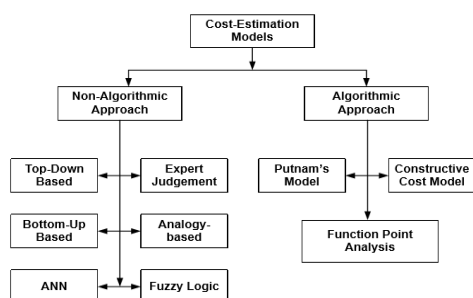 Cost-Estimation
Models
Non-Algorithmic
Approach
Algorithmic
Approach
Top-Down
Based
Expert
Judgement
Putnam's
Model
Constructive
Cost Model
Bottom-Up
Based
Analogy-
based
Function Point
Analysis
ANN
Fuzzy Logic